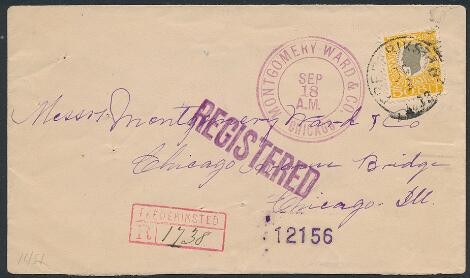 MONTGOMERY WARD & CO.
CHICAGO
SEP
18
A.M.
FREDERIKSTED
Messrs Montgomery Ward & Co
REGISTERED
Chicago Avenue Bridge
Chicago. Ill.
FREDERIKSTED
R 1738
12156